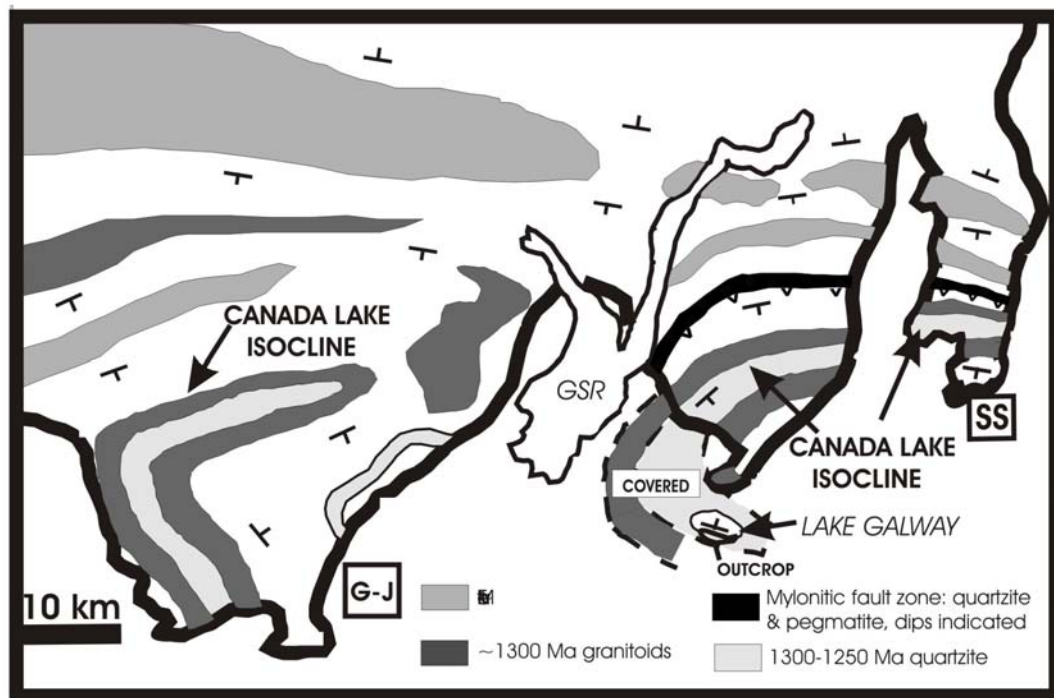 CANADA LAKE
ISOCLINE
GSR
SS
CANADA LAKE
ISOCLINE
COVERED
LAKE GALWAY
OUTCROP
G-J
10 km
Mylonitic fault zone: quartzite
& pegmatite, dips indicated
~1300 Ma granitoids
1300-1250 Ma quartzite